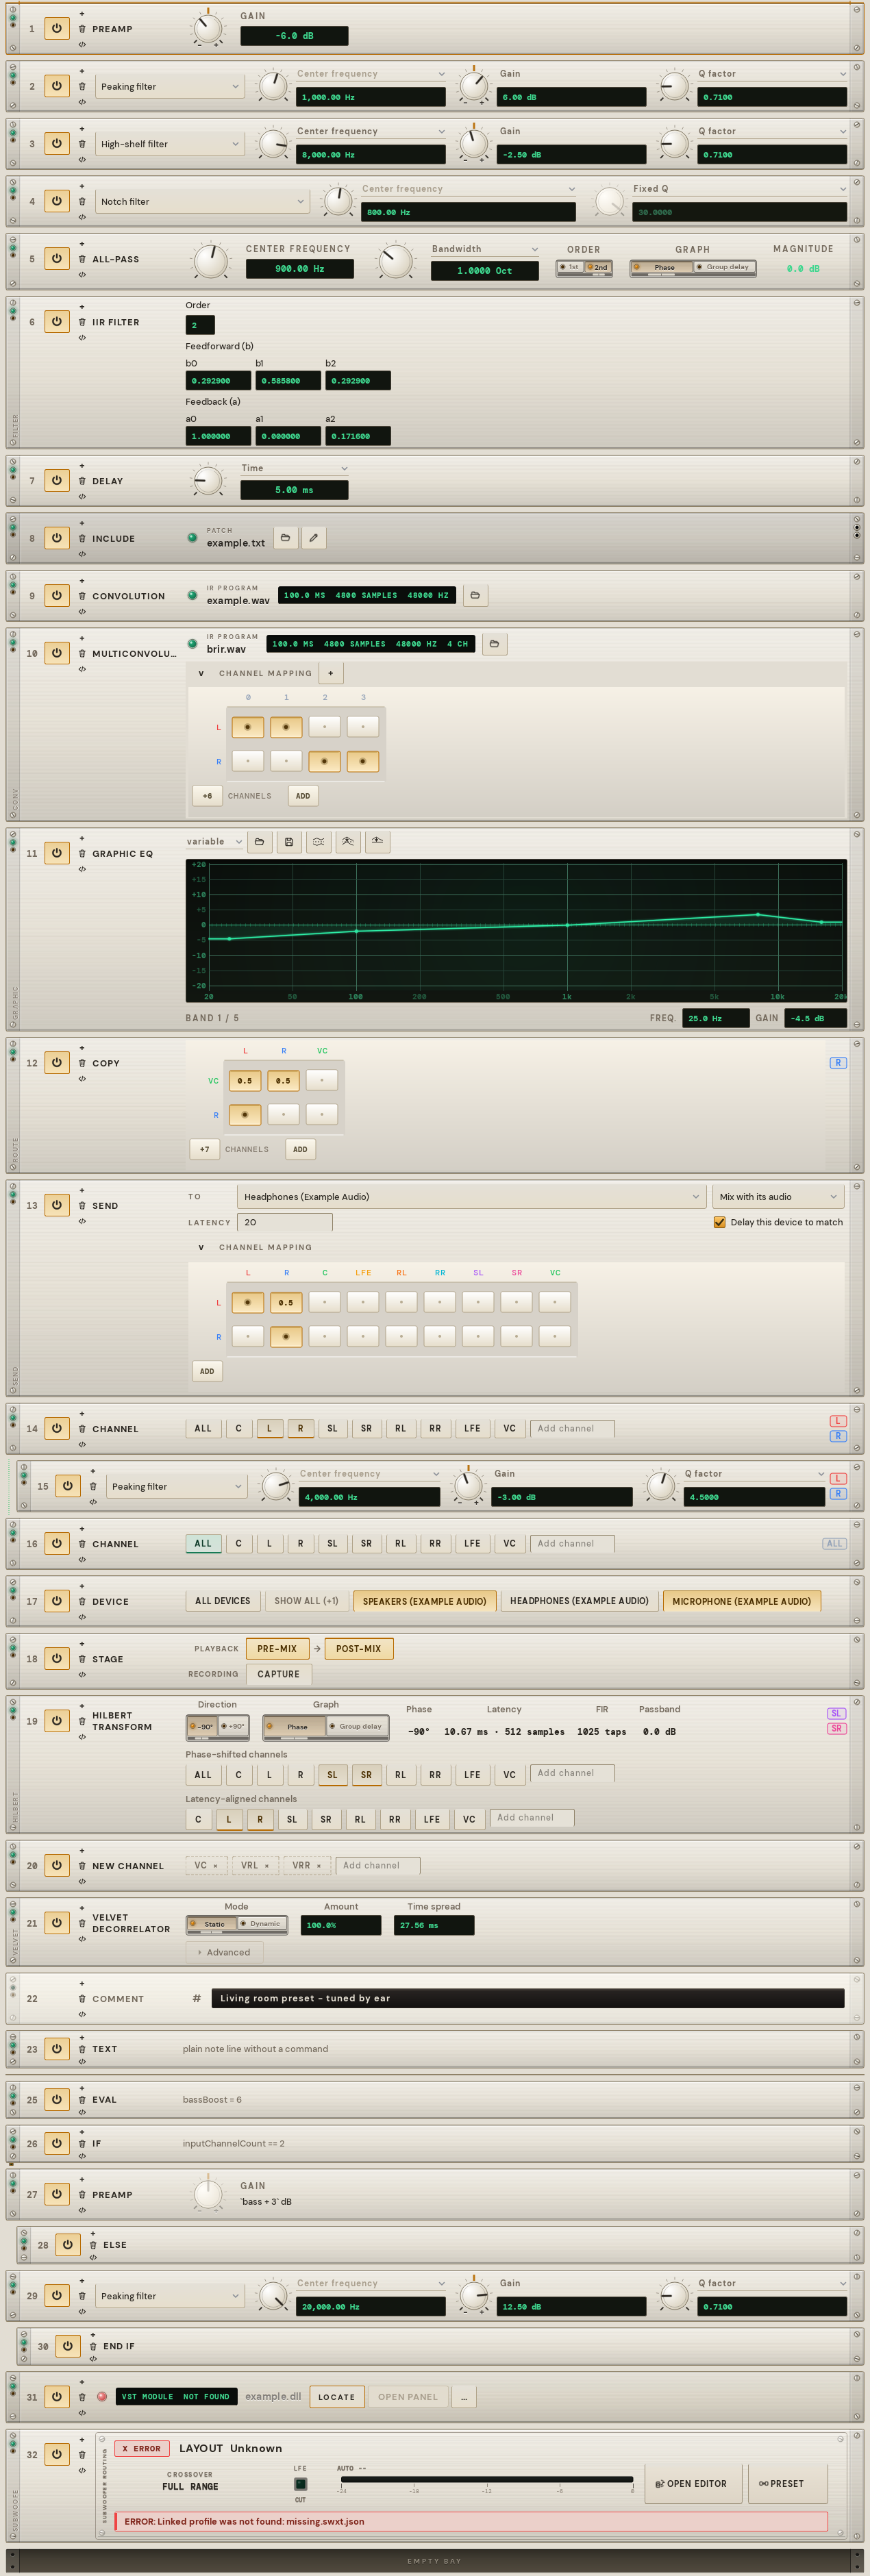 1 PREAMP GAIN
-6.0 dB
2 Peaking filter Center frequency Gain Q factor
1,000.00 Hz 6.00 dB 0.7100
3 High-shelf filter Center frequency Gain Q factor
8,000.00 Hz -2.50 dB 0.7100
4 Notch filter Center frequency Fixed Q
800.00 Hz 30.0000
5 ALL-PASS CENTER FREQUENCY Bandwidth ORDER GRAPH MAGNITUDE
900.00 Hz 1.0000 Oct 1st 2nd Phase Group delay 0.0 dB
6 IIR FILTER Order
2
Feedforward (b)
b0 b1 b2
0.292900 0.585800 0.292900
Feedback (a)
a0 a1 a2
1.000000 0.000000 0.171600
FILTER
7 DELAY Time
5.00 ms
8 INCLUDE PATCH
example.txt
9 CONVOLUTION IR PROGRAM
example.wav 100.0 MS 4800 SAMPLES 48000 HZ
10 MULTICONVOLU... IR PROGRAM
brir.wav 100.0 MS 4800 SAMPLES 48000 HZ 4 CH
v CHANNEL MAPPING +
0 1 2 3
L
R
+6 CHANNELS ADD
CONV
11 GRAPHIC EQ variable
+20
+15
+10
+5
0
-5
-10
-15
-20
20 50 100 200 500 1k 2k 5k 10k 20k
BAND 1 / 5 FREQ. 25.0 Hz GAIN -4.5 dB
GRAPHIC
12 COPY L R VC R
VC 0.5 0.5
R
+7 CHANNELS ADD
ROUTE
13 SEND TO Headphones (Example Audio) Mix with its audio
LATENCY 20 Delay this device to match
v CHANNEL MAPPING
L R C LFE RL RR SL SR VC
L 0.5
R
ADD
SEND
14 CHANNEL ALL C L R SL SR RL RR LFE VC Add channel L R
15 Peaking filter Center frequency Gain Q factor L R
4,000.00 Hz -3.00 dB 4.5000
16 CHANNEL ALL C L R SL SR RL RR LFE VC Add channel ALL
17 DEVICE ALL DEVICES SHOW ALL (+1) SPEAKERS (EXAMPLE AUDIO) HEADPHONES (EXAMPLE AUDIO) MICROPHONE (EXAMPLE AUDIO)
18 STAGE PLAYBACK PRE-MIX → POST-MIX
RECORDING CAPTURE
19 HILBERT TRANSFORM Direction Graph Phase Latency FIR Passband SL SR
-90° +90° Phase Group delay -90° 10.67 ms · 512 samples 1025 taps 0.0 dB
Phase-shifted channels
ALL C L R SL SR RL RR LFE VC Add channel
Latency-aligned channels
C L R SL SR RL RR LFE VC Add channel
HILBERT
20 NEW CHANNEL VC × VRL × VRR × Add channel
21 VELVET DECORRELATOR Mode Amount Time spread
Static Dynamic 100.0% 27.56 ms
Advanced
VELVET
22 COMMENT # Living room preset - tuned by ear
23 TEXT plain note line without a command
25 EVAL bassBoost = 6
26 IF inputChannelCount == 2
27 PREAMP GAIN
`bass + 3` dB
28 ELSE
29 Peaking filter Center frequency Gain Q factor
20,000.00 Hz 12.50 dB 0.7100
30 END IF
31 VST MODULE NOT FOUND example.dll LOCATE OPEN PANEL ...
32 X ERROR LAYOUT Unknown
CROSSOVER LFE AUTO --
FULL RANGE CUT -24 -18 -12 -6 0 OPEN EDITOR PRESET
ERROR: Linked profile was not found: missing.swxt.json
SUBWOOFER ROUTING
SUBWOOFE
EMPTY BAY